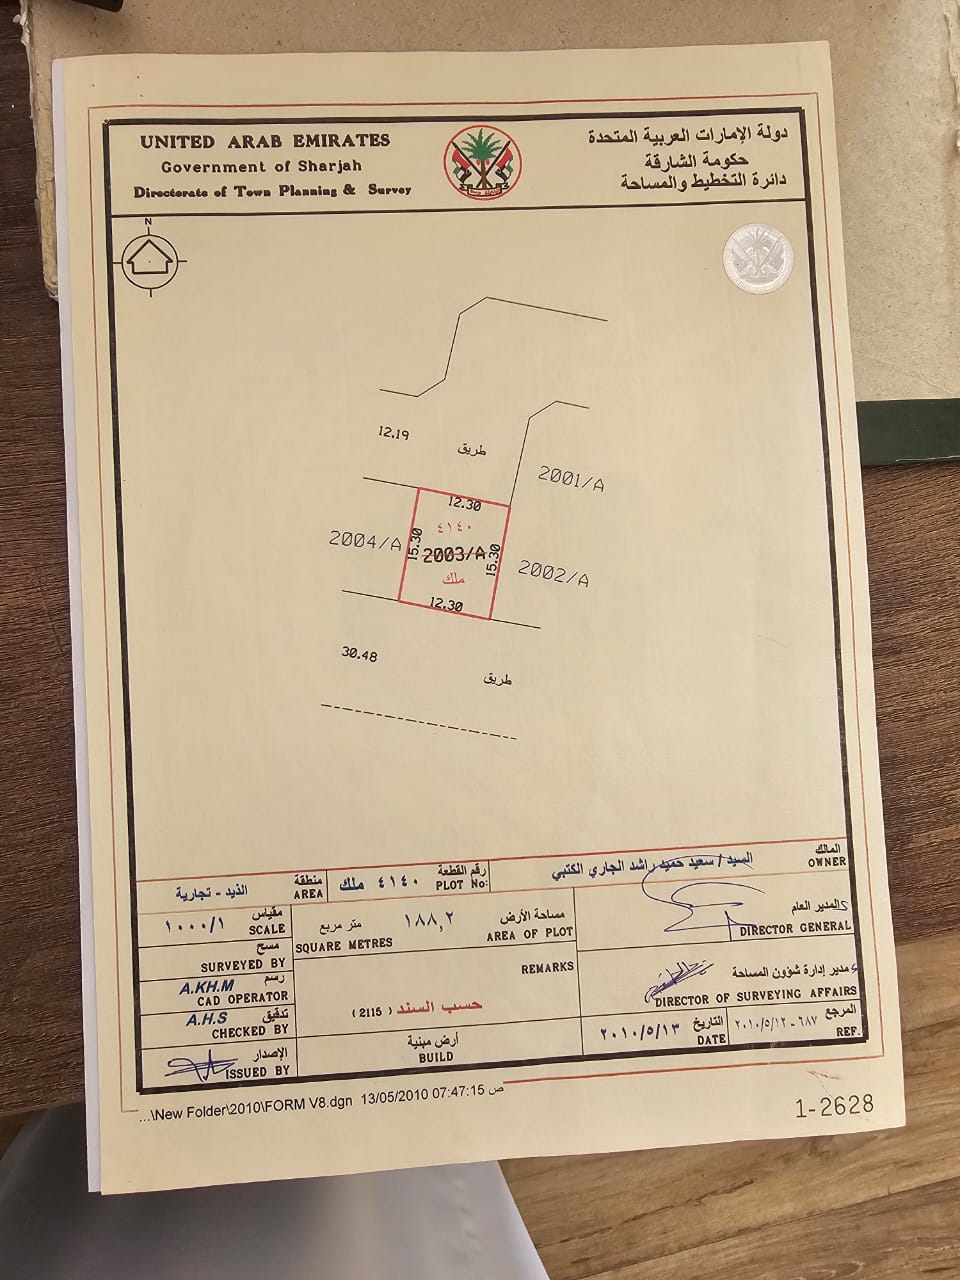 UNITED ARAB EMIRATES
Government of Sharjah
Directorate of Town Planning & Survey
دولة الإمارات العربية المتحدة
حكومة الشارقة
دائرة التخطيط والمساحة
N
12.19
طريق
2001/A
12.30
٤١٤٠
2004/A
15.30
2003/A
15.30
2002/A
ملك
12.30
30.48
طريق
المالك
OWNER
السيد / سعيد حميد راشد الجاري الكتبي
رقم القطعة
PLOT No:
٤١٤٠ ملك
منطقة
AREA
الذيد - تجارية
المدير العام
DIRECTOR GENERAL
مساحة الأرض
AREA OF PLOT
١٨٨,٢
متر مربع
SQUARE METRES
مقياس
SCALE
١٠٠٠/١
مسح
SURVEYED BY
REMARKS
حسب السند ( 2115 )
مدير إدارة شؤون المساحة
DIRECTOR OF SURVEYING AFFAIRS
رسم
CAD OPERATOR
A.KH.M
تدقيق
CHECKED BY
A.H.S
أرض مبنية
BUILD
التاريخ
DATE
٢٠١٠/٥/١٣
المرجع
REF.
٦٨٧ - ٢٠١٠/٥/١٢
الإصدار
ISSUED BY
...\New Folder\2010\FORM V8.dgn 13/05/2010 07:47:15 ص
1-2628